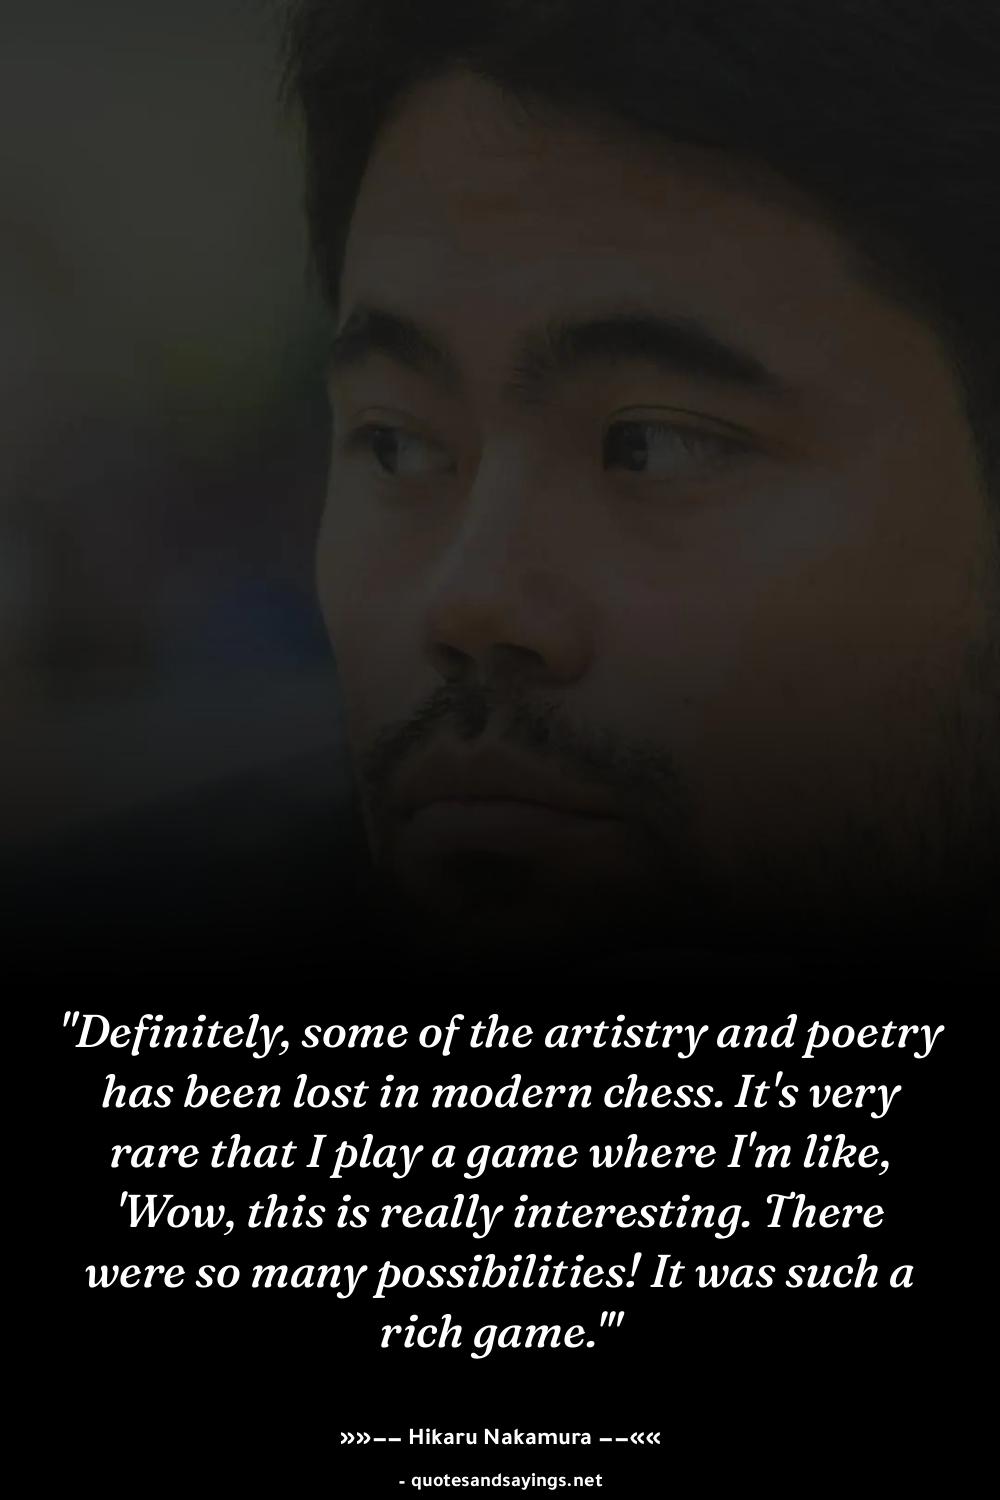 "Definitely, some of the artistry and poetry
has been lost in modern chess. It's very
rare that I play a game where I'm like,
'Wow, this is really interesting. There
were so many possibilities! It was such a
rich game.'"
»»–– Hikaru Nakamura ––««
- quotesandsayings.net